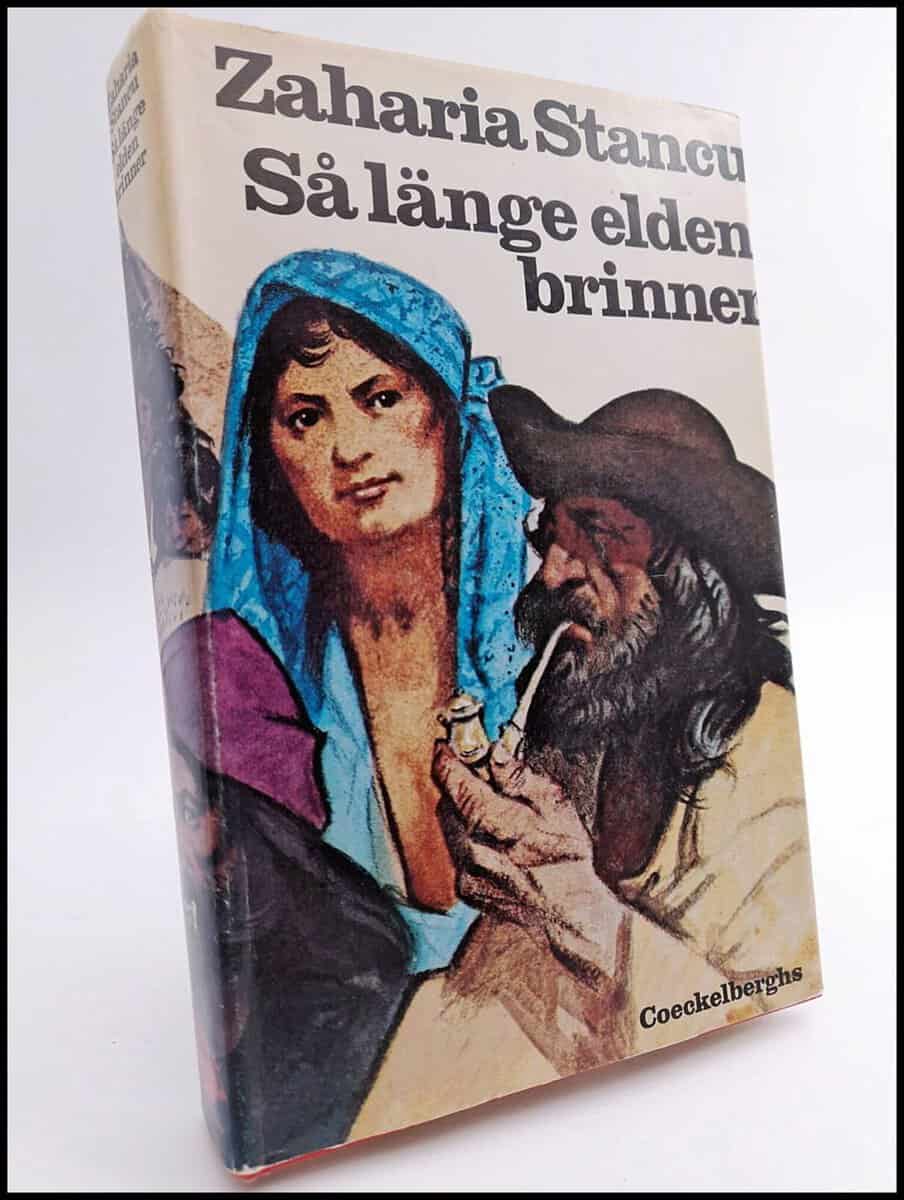 Zaharia Stancu
Så länge elden
brinner
Coeckelberghs
Zaharia
Stancu
Så länge
elden
brinner